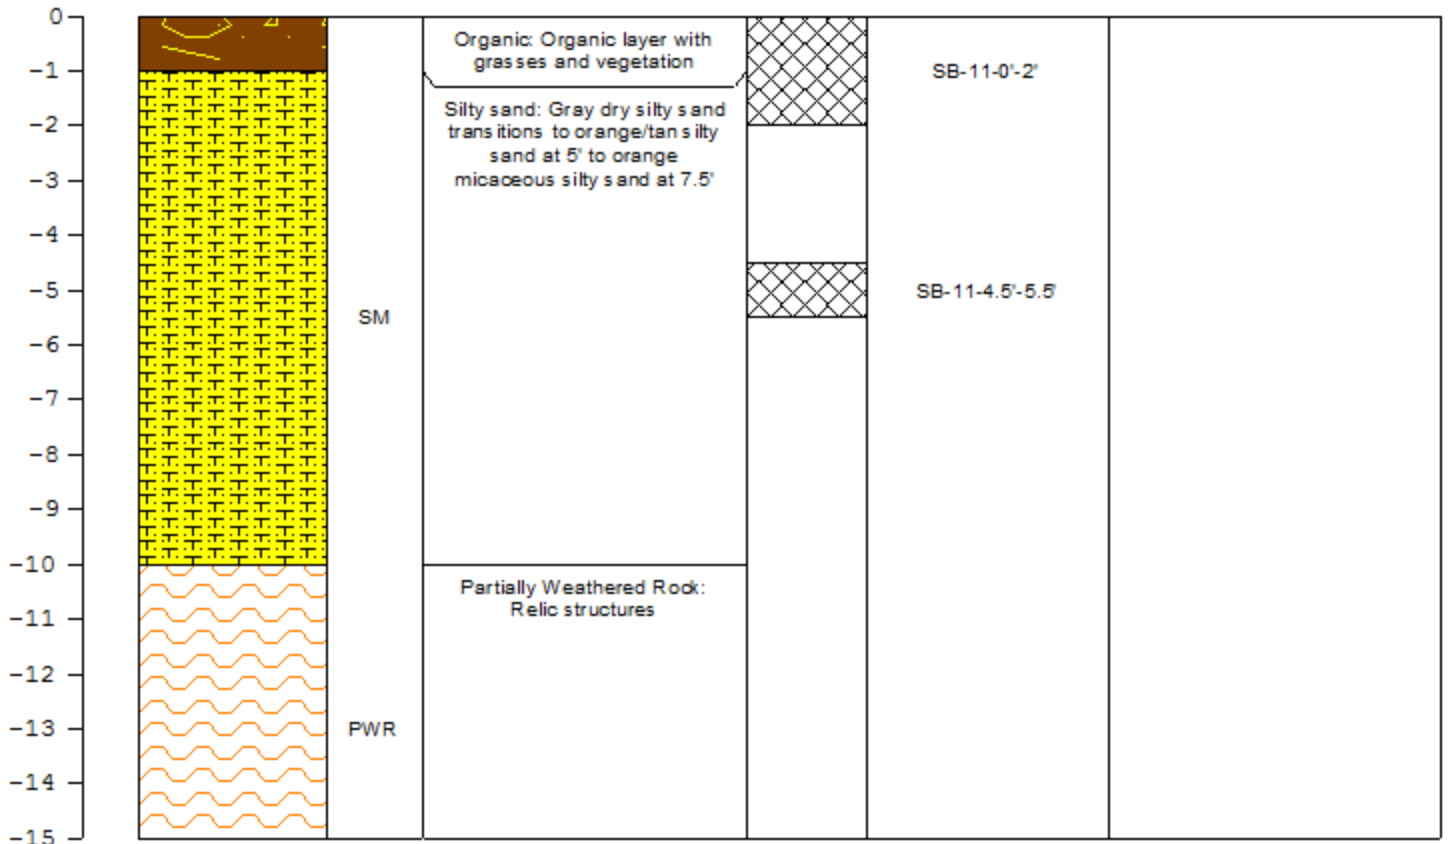 0
Organic: Organic layer with
grasses and vegetation
-1
SB-11-0'-2'
Silty sand: Gray dry silty sand
-2
transitions to orange/tan silty
sand at 5' to orange
-3
micaceous silty sand at 7.5'
-4
-5
SB-11-4.5'-5.5'
SM
-6
-7
-8
-9
-10
Partially Weathered Rock:
Relic structures
-11
-12
-13
PWR
-14
-15